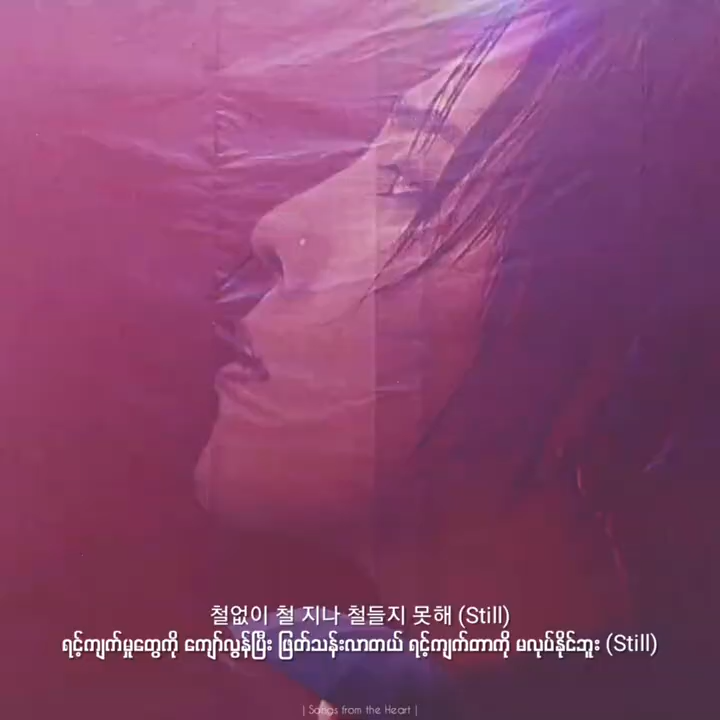 철없이 철 지나 철들지 못해 (Still)
ရင့်ကျက်မှုတွေကို ကျော်လွန်ပြီး ဖြတ်သန်းလာတယ် ရင့်ကျက်တာကို မလုပ်နိုင်ဘူး (Still)
| Songs from the Heart |